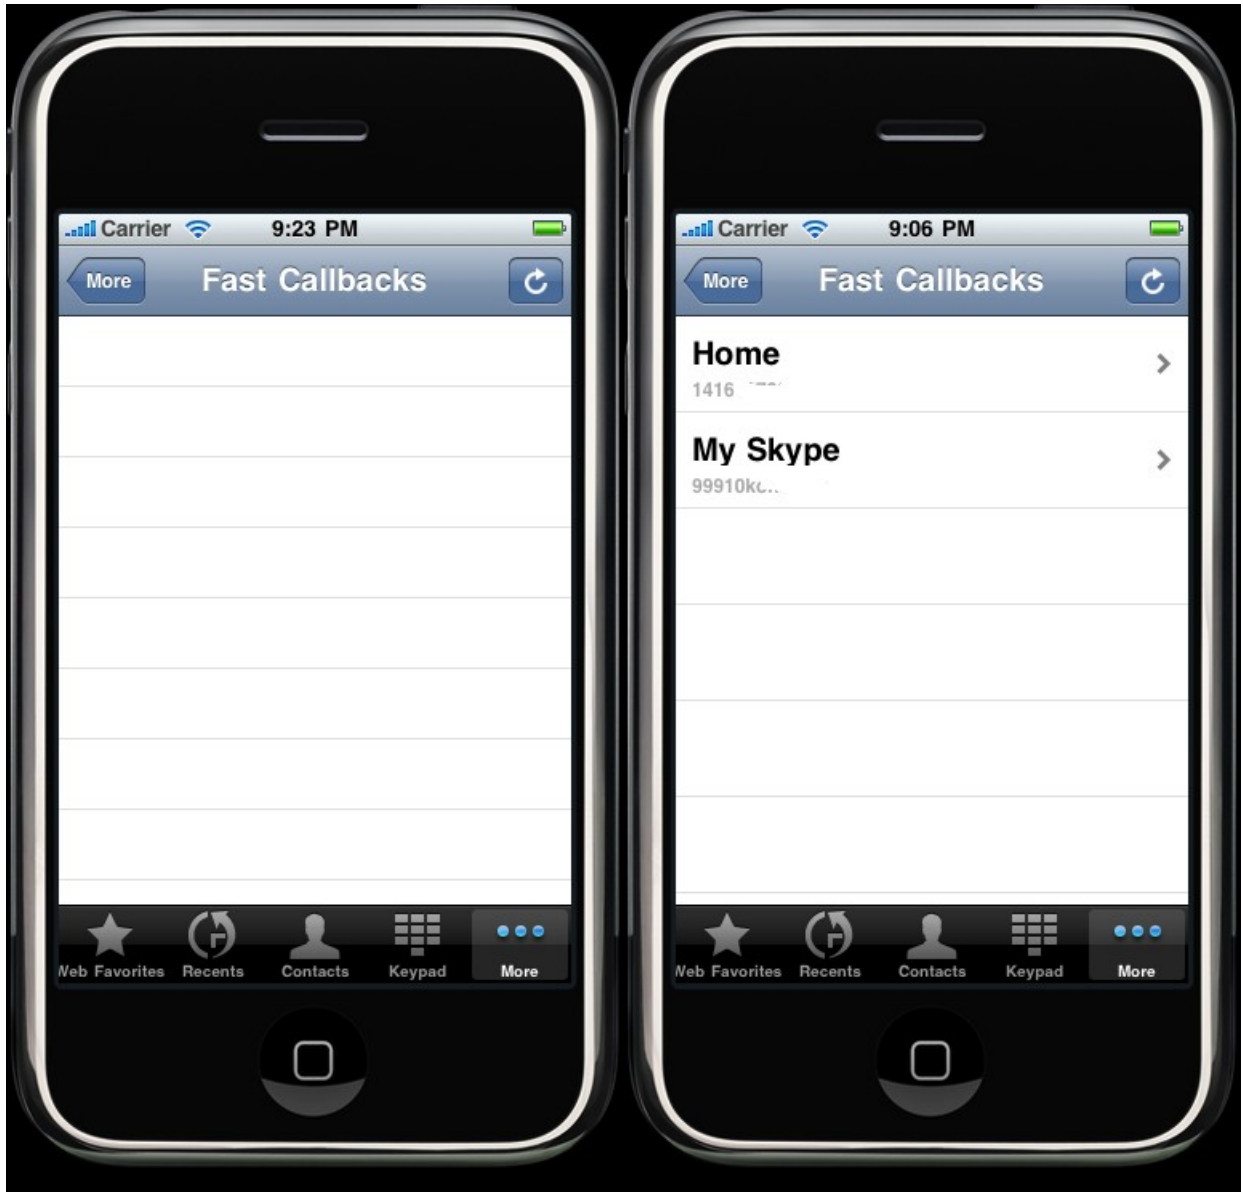 Carrier 9:23 PM
More Fast Callbacks
Web Favorites Recents Contacts Keypad More
Carrier 9:06 PM
More Fast Callbacks
Home
1416
My Skype
Web Favorites Recents Contacts Keypad More